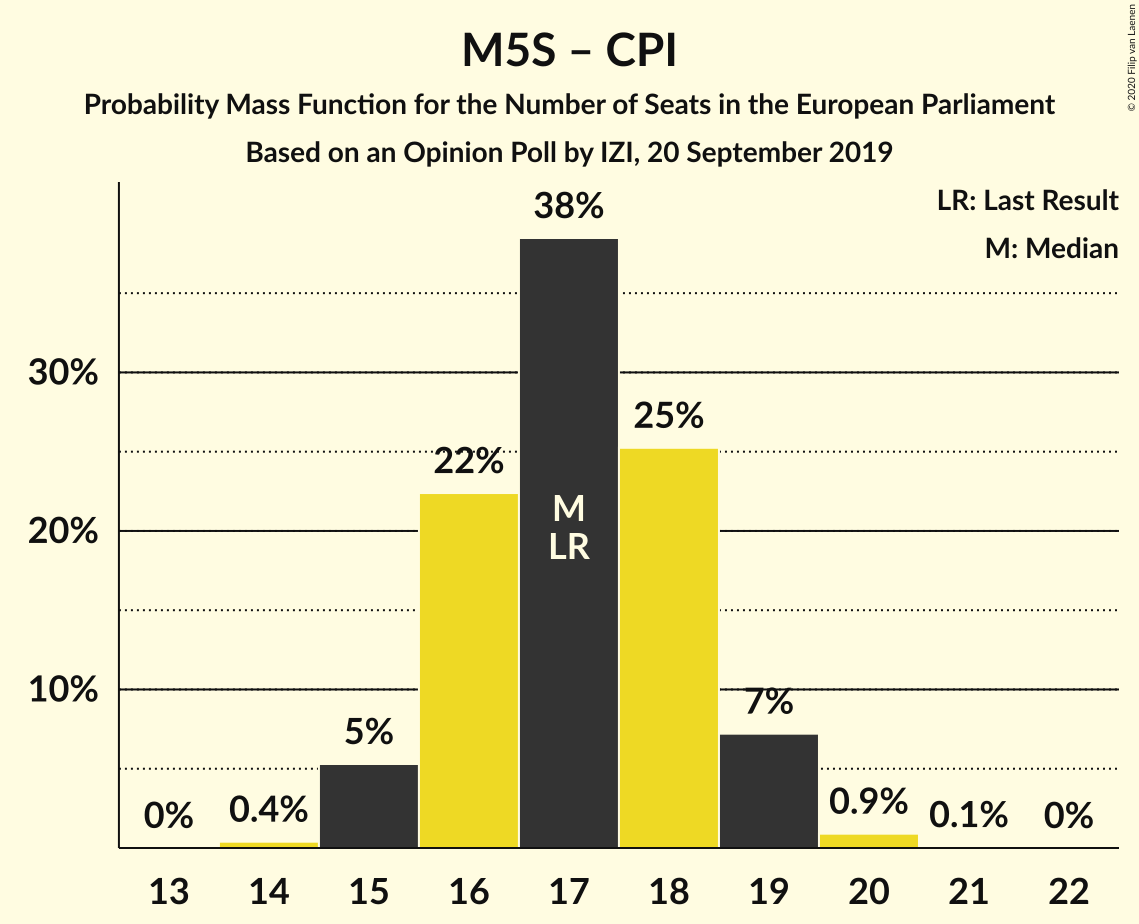 M5S – CPI
Probability Mass Function for the Number of Seats in the European Parliament
Based on an Opinion Poll by IZI, 20 September 2019
© 2020 Filip van Laenen
LR: Last Result
M: Median
38%
30%
25%
22%
M
LR
20%
10%
7%
5%
0%
0.4%
0.9%
0.1%
0%
13 14 15 16 17 18 19 20 21 22